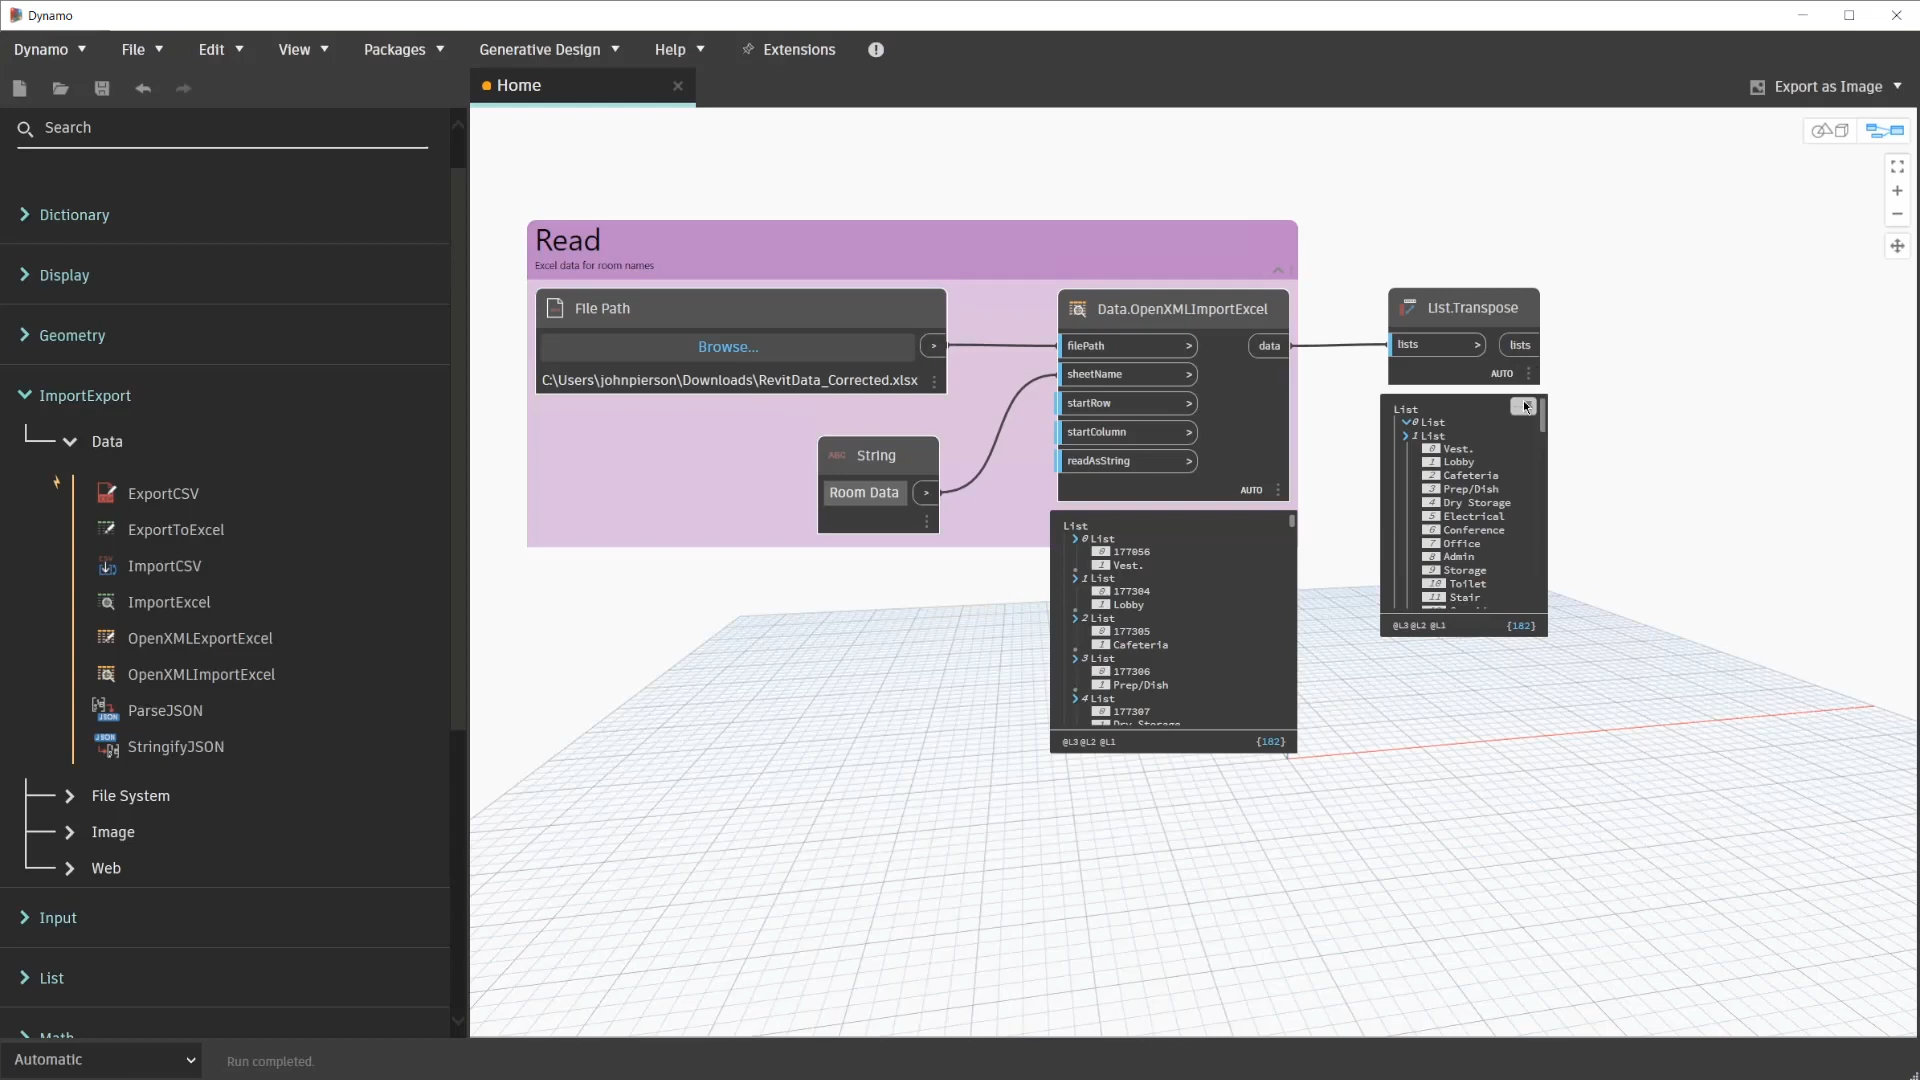 Dynamo
Dynamo File Edit View Packages Generative Design Help Extensions
Home
Export as Image
Search
Dictionary
Display
Geometry
ImportExport
Data
ExportCSV
ExportToExcel
ImportCSV
ImportExcel
OpenXMLExportExcel
OpenXMLImportExcel
ParseJSON
StringifyJSON
File System
Image
Web
Input
List
Math
Automatic
Run completed.
Read
Excel data for room names
File Path
Browse...
>
C:\Users\johnpierson\Downloads\RevitData_Corrected.xlsx
ABC String
Room Data >
Data.OpenXMLImportExcel
filePath > data
sheetName >
startRow >
startColumn >
readAsString >
AUTO
List
0 List
0 177056
1 Vest.
1 List
0 177304
1 Lobby
2 List
0 177305
1 Cafeteria
3 List
0 177306
1 Prep/Dish
4 List
0 177307
1 Dry Storage
@L3 @L2 @L1 {182}
List.Transpose
lists > lists
AUTO
List
0 List
1 List
0 Vest.
1 Lobby
2 Cafeteria
3 Prep/Dish
4 Dry Storage
5 Electrical
6 Conference
7 Office
8 Admin
9 Storage
10 Toilet
11 Stair
@L3 @L2 @L1 {182}